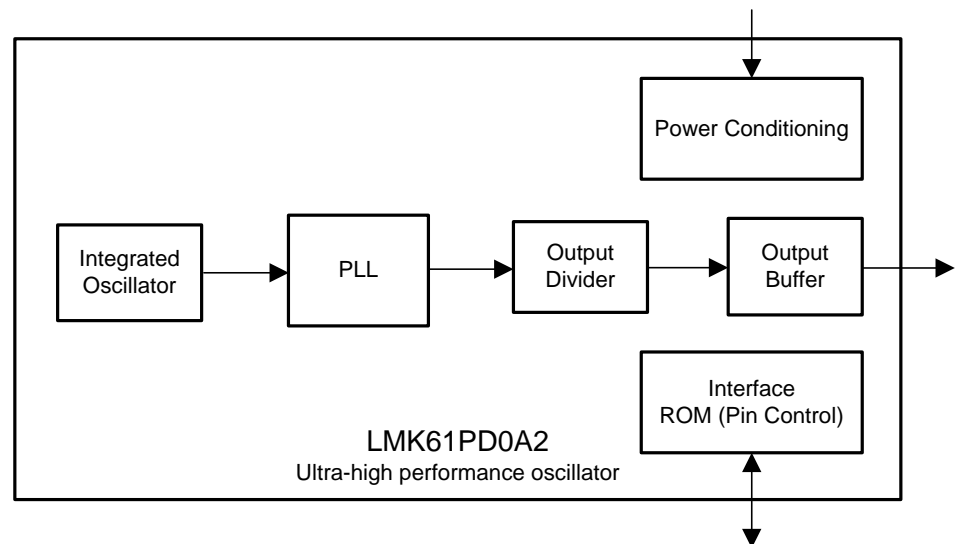 Power Conditioning
Integrated
Oscillator
PLL
Output
Divider
Output
Buffer
Interface
ROM (Pin Control)
LMK61PD0A2
Ultra-high performance oscillator